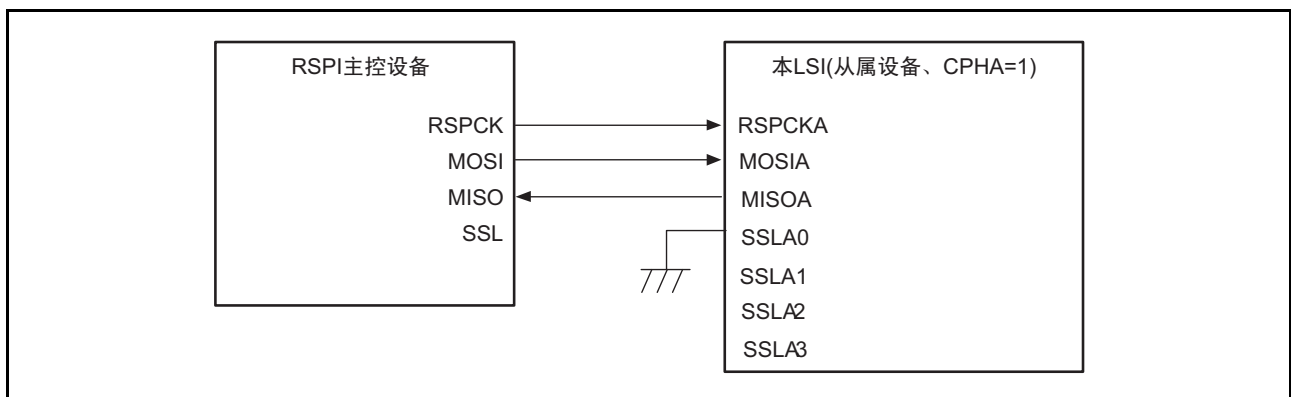 RSPI主控设备
RSPCK
MOSI
MISO
SSL
本LSI(从属设备、CPHA=1)
RSPCKA
MOSIA
MISOA
SSLA0
SSLA1
SSLA2
SSLA3